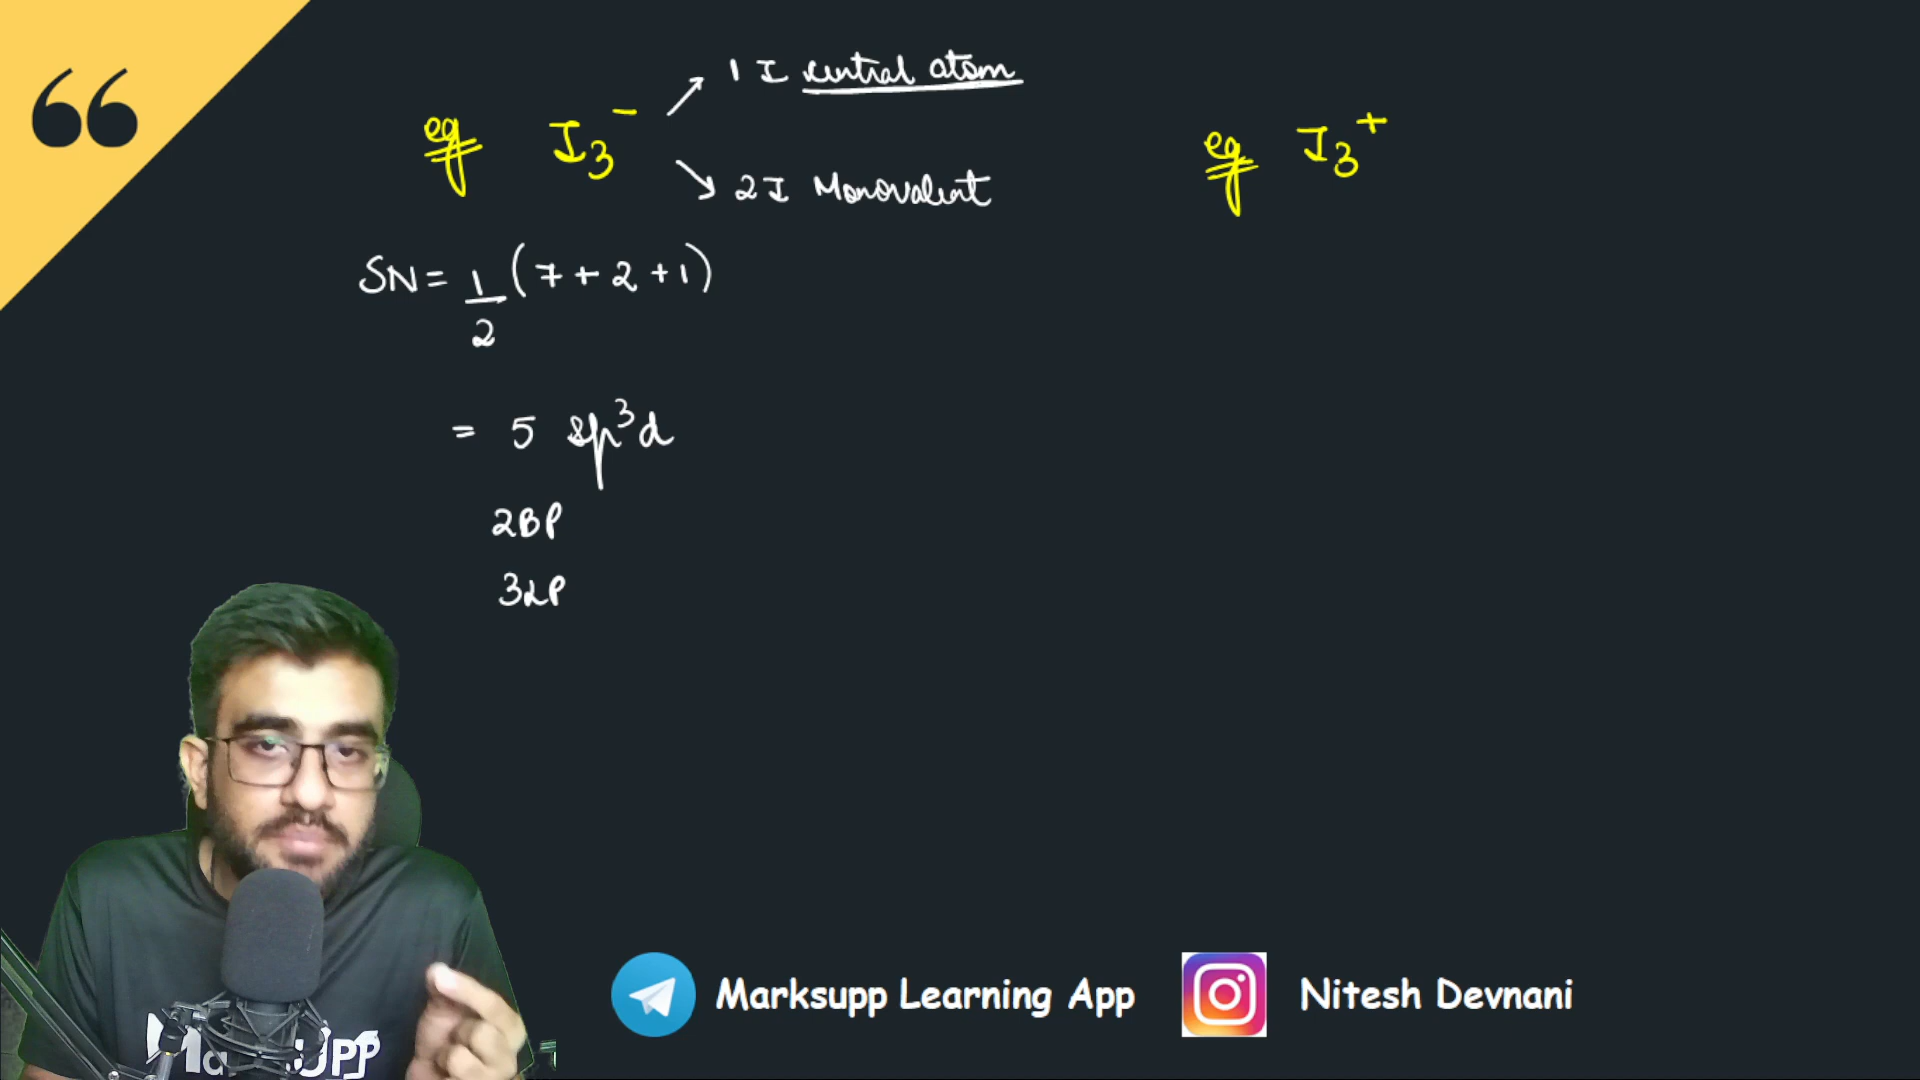 1 I central atom
eg I₃⁻
2 I Monovalent
SN = 1/2 (7 + 2 + 1)
= 5 sp³d
2BP
3LP
eg I₃⁺
Marksupp Learning App
Nitesh Devnani